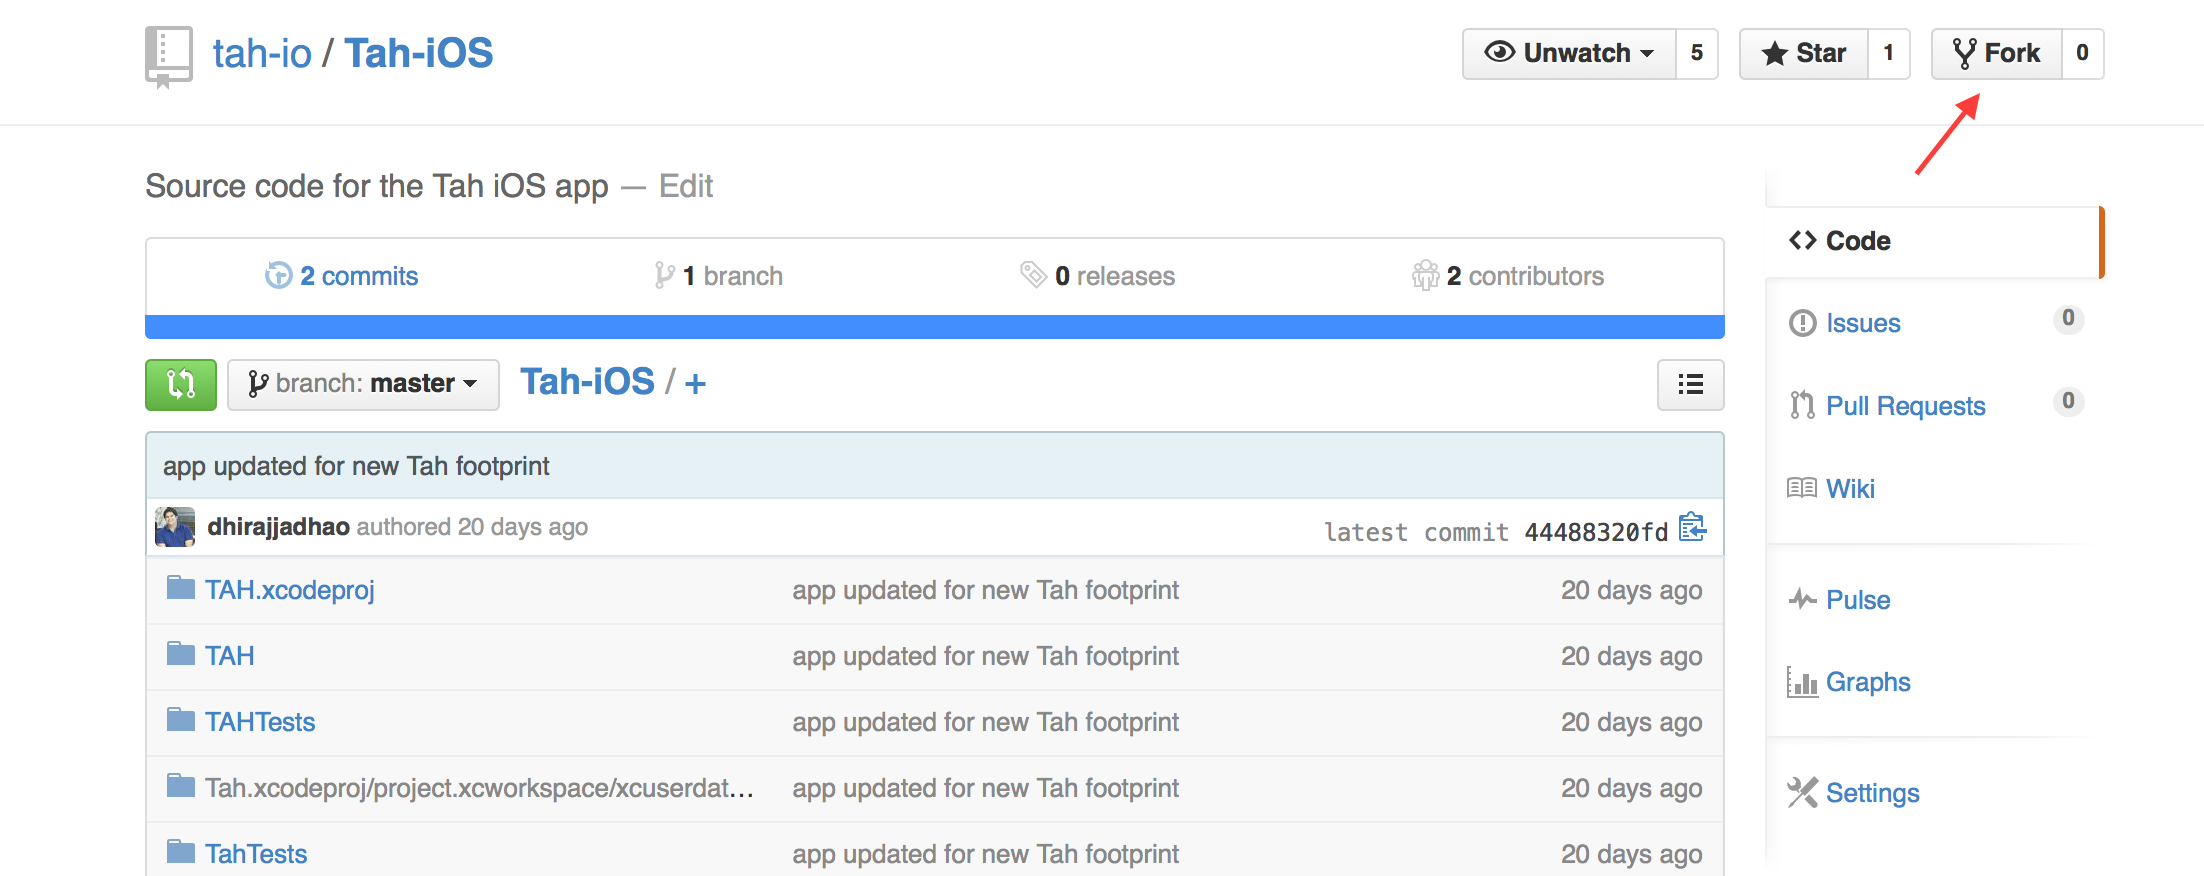 tah-io / Tah-iOS
Unwatch 5 Star 1 Fork 0
Source code for the Tah iOS app — Edit
2 commits 1 branch 0 releases 2 contributors
branch: master Tah-iOS / +
app updated for new Tah footprint
dhirajjadhao authored 20 days ago latest commit 44488320fd
TAH.xcodeproj app updated for new Tah footprint 20 days ago
TAH app updated for new Tah footprint 20 days ago
TAHTests app updated for new Tah footprint 20 days ago
Tah.xcodeproj/project.xcworkspace/xcuserdat… app updated for new Tah footprint 20 days ago
TahTests app updated for new Tah footprint 20 days ago
Code
Issues 0
Pull Requests 0
Wiki
Pulse
Graphs
Settings